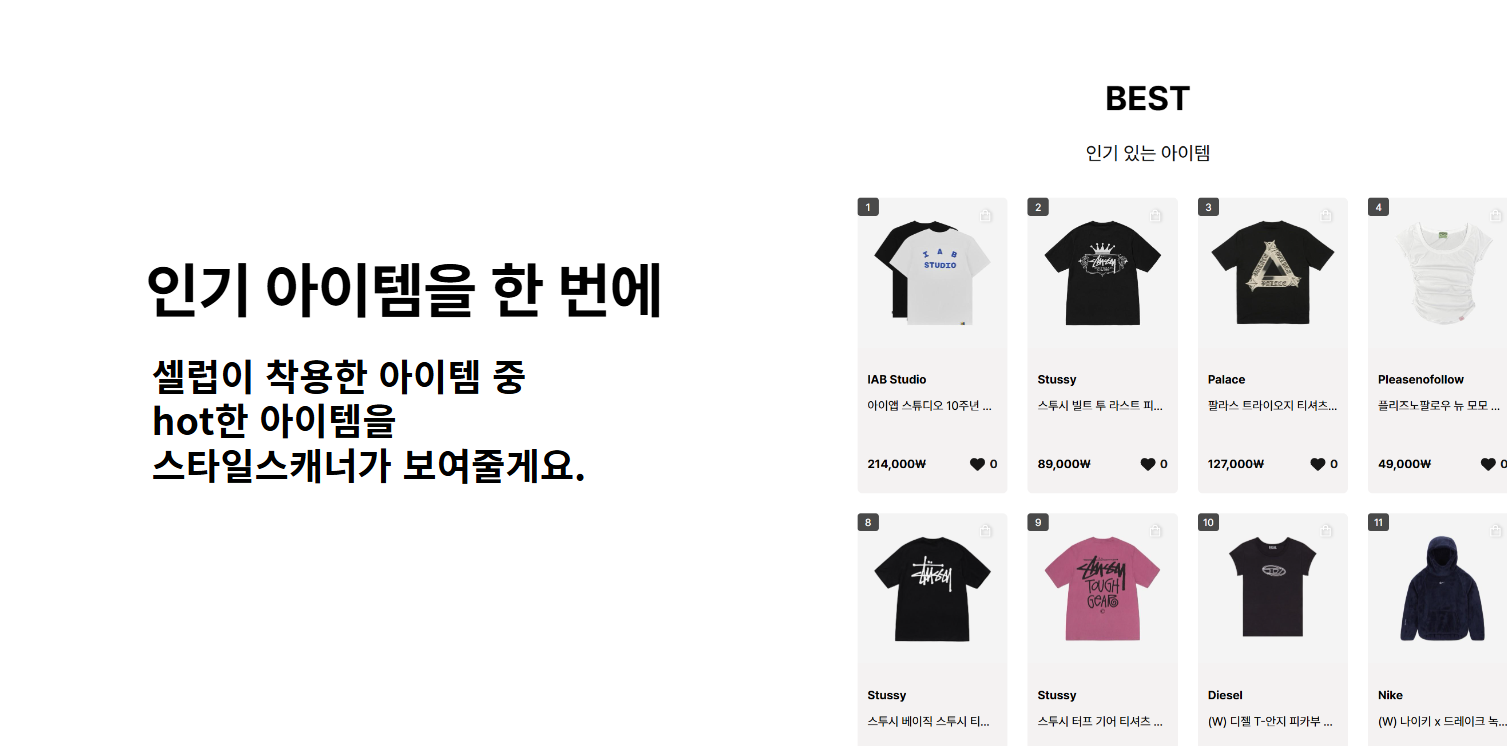 BEST
인기 있는 아이템
인기 아이템을 한 번에
셀럽이 착용한 아이템 중
hot한 아이템을
스타일스캐너가 보여줄게요.
1
I A B
STUDIO
IAB Studio
아이앱 스튜디오 10주년 ...
214,000₩
0
2
Stussy
스투시 빌트 투 라스트 피...
89,000₩
0
3
PALACE
Palace
팔라스 트라이오지 티셔츠...
127,000₩
0
4
Pleasenofollow
플리즈노팔로우 뉴 모모 ...
49,000₩
0
8
Stüssy
Stussy
스투시 베이직 스투시 티...
9
Stüssy
TOUGH
GEAR
Stussy
스투시 터프 기어 티셔츠 ...
10
Diesel
(W) 디젤 T-안지 피카부 ...
11
Nike
(W) 나이키 x 드레이크 녹...